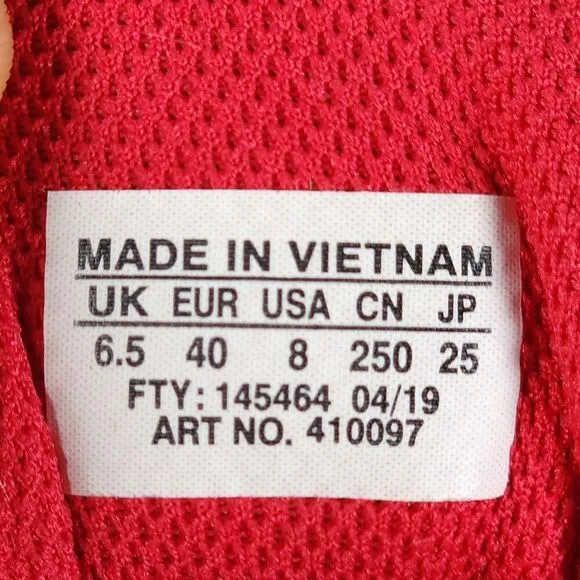 MADE IN VIETNAM
UK EUR USA CN JP
6.5 40 8 250 25
FTY: 145464 04/19
ART NO. 410097